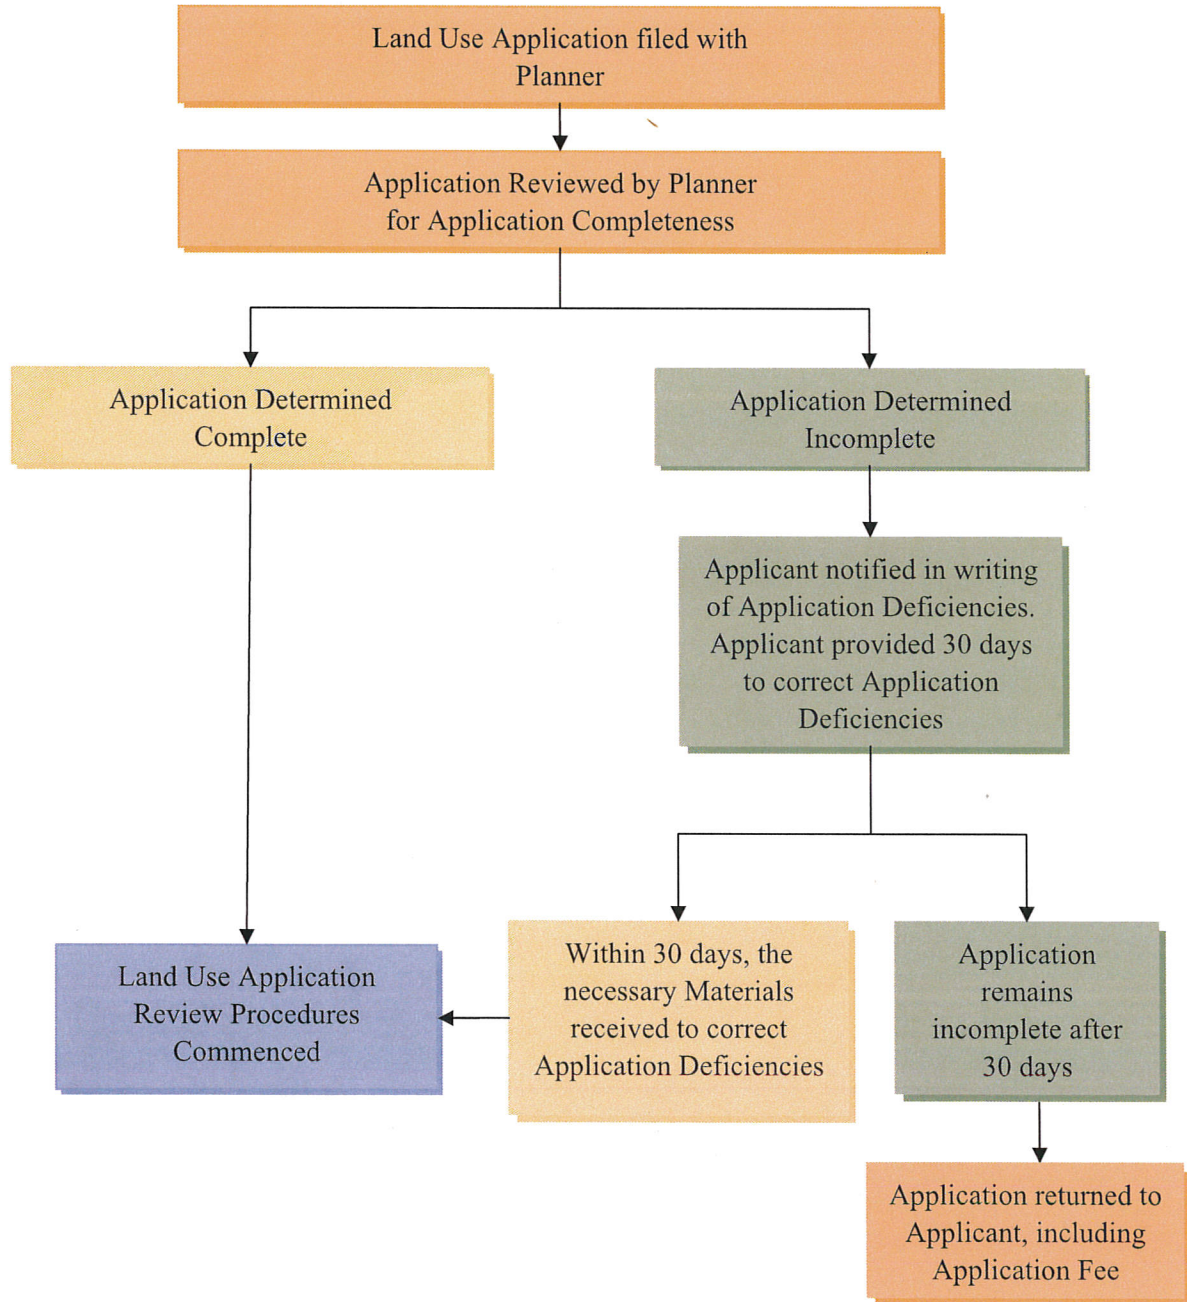 Land Use Application filed with
Planner
Application Reviewed by Planner
for Application Completeness
Application Determined
Complete
Application Determined
Incomplete
Applicant notified in writing
of Application Deficiencies.
Applicant provided 30 days
to correct Application
Deficiencies
Land Use Application
Review Procedures
Commenced
Within 30 days, the
necessary Materials
received to correct
Application Deficiencies
Application
remains
incomplete after
30 days
Application returned to
Applicant, including
Application Fee